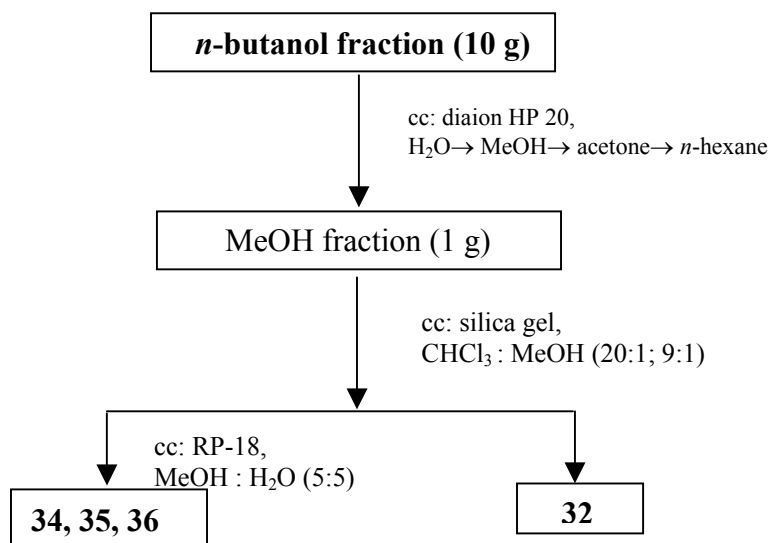 n-butanol fraction (10 g)
cc: diaion HP 20,
H₂O→ MeOH→ acetone→ n-hexane
MeOH fraction (1 g)
cc: silica gel,
CHCl₃ : MeOH (20:1; 9:1)
cc: RP-18,
MeOH : H₂O (5:5)
34, 35, 36
32